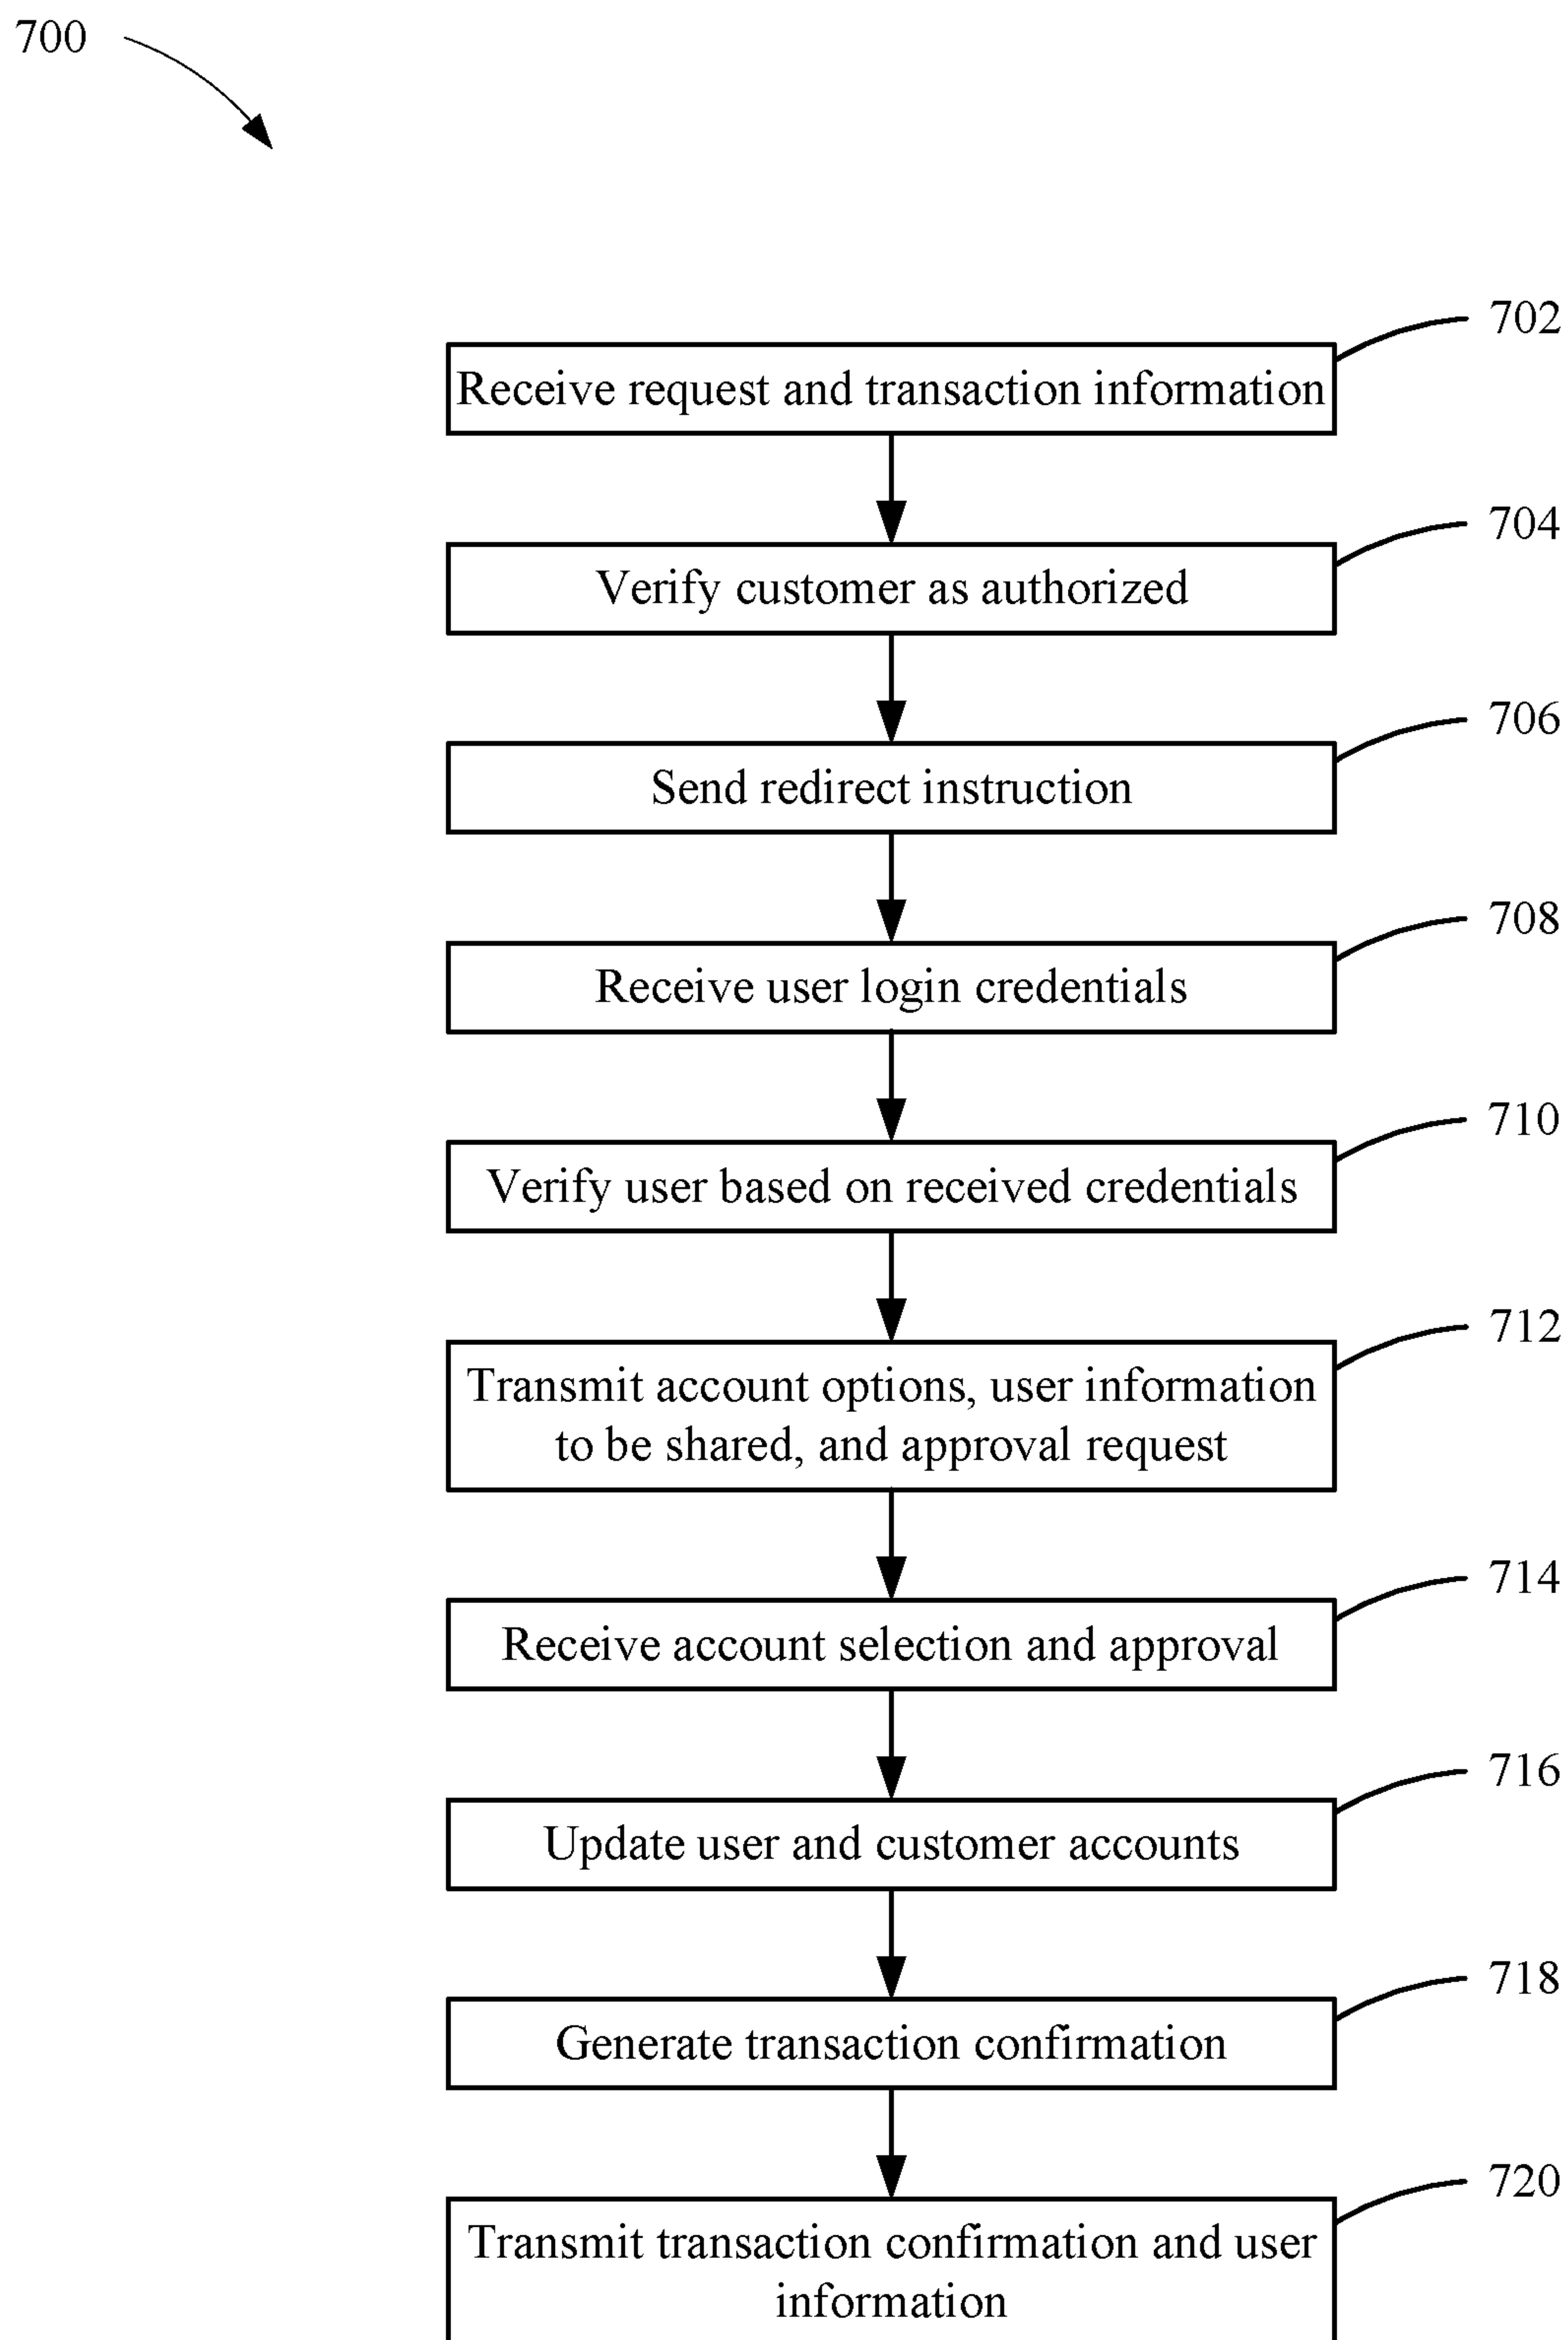 700
702
Receive request and transaction information
704
Verify customer as authorized
706
Send redirect instruction
708
Receive user login credentials
710
Verify user based on received credentials
712
Transmit account options, user information
to be shared, and approval request
714
Receive account selection and approval
716
Update user and customer accounts
718
Generate transaction confirmation
720
Transmit transaction confirmation and user
information